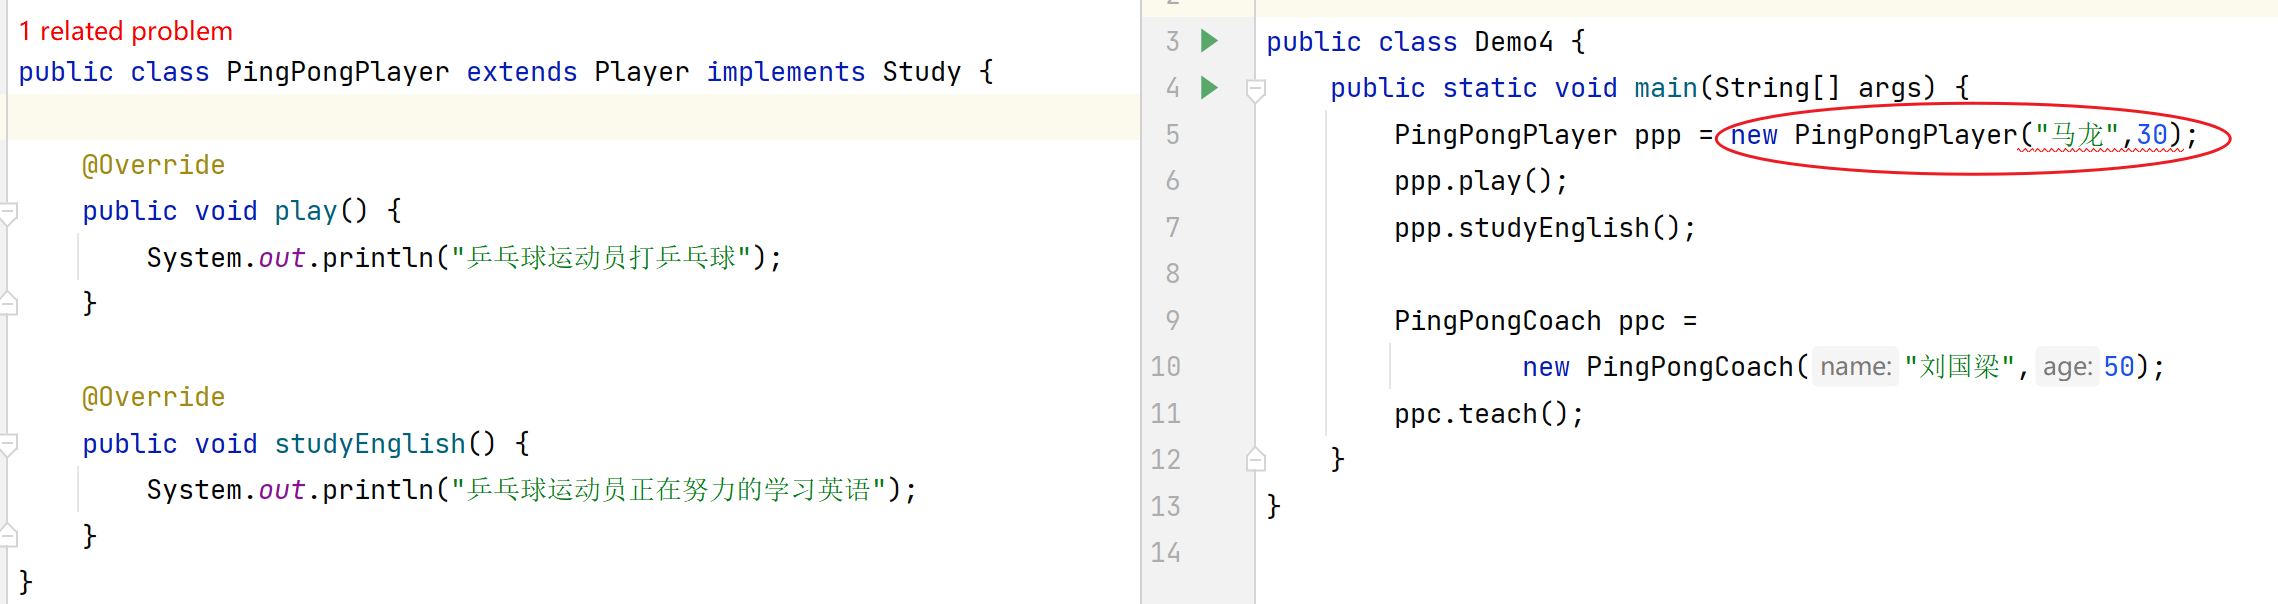 1 related problem
public class PingPongPlayer extends Player implements Study {
@Override
public void play() {
System.out.println("乒乓球运动员打乒乓球");
}
@Override
public void studyEnglish() {
System.out.println("乒乓球运动员正在努力的学习英语");
}
}
3 public class Demo4 {
4 public static void main(String[] args) {
5 PingPongPlayer ppp = new PingPongPlayer("马龙",30);
6 ppp.play();
7 ppp.studyEnglish();
8
9 PingPongCoach ppc =
10 new PingPongCoach( name: "刘国梁", age: 50);
11 ppc.teach();
12 }
13 }
14